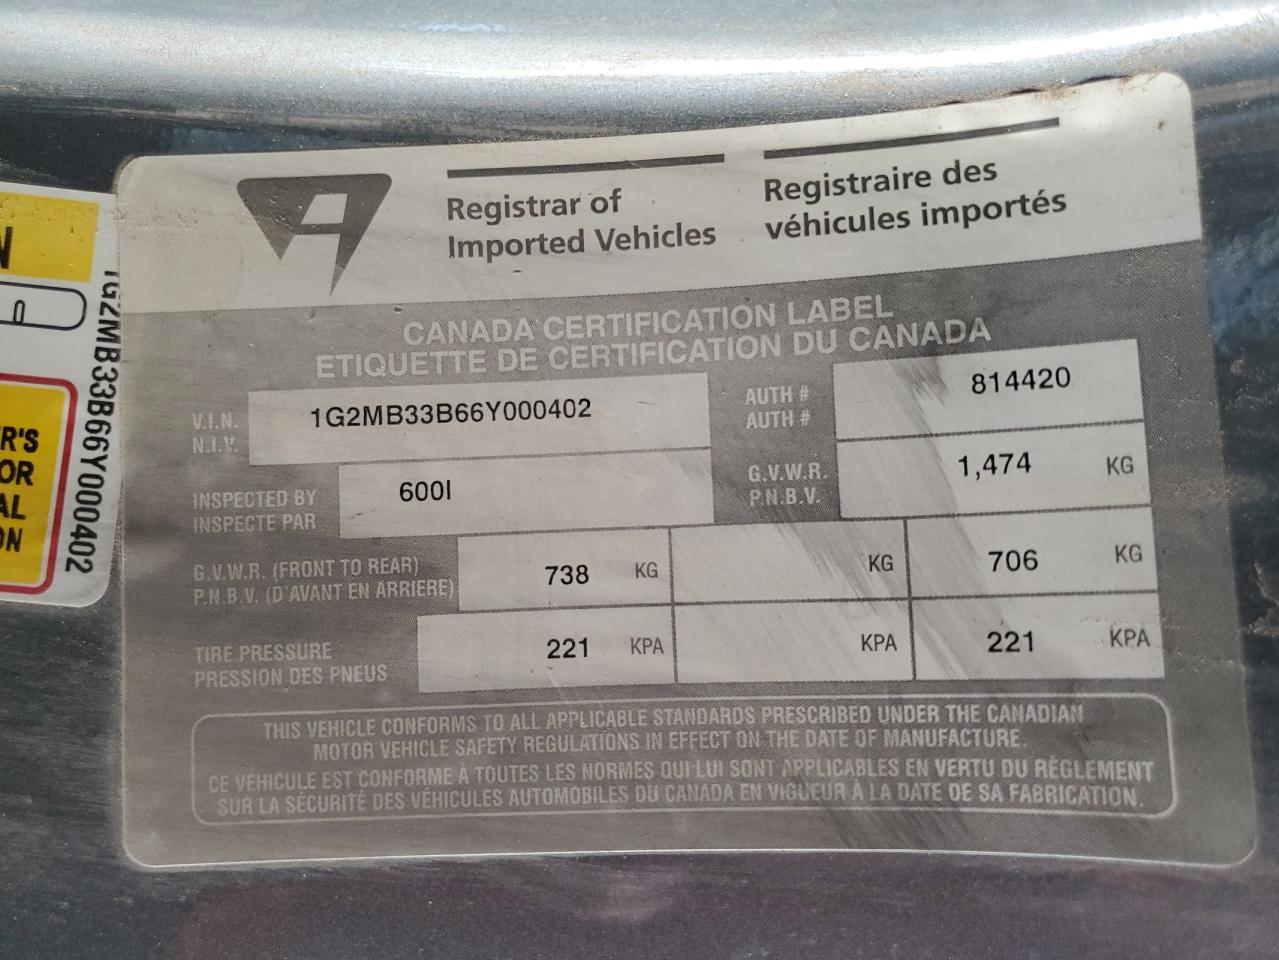 Registrar of
Imported Vehicles
Registraire des
véhicules importés
CANADA CERTIFICATION LABEL
ETIQUETTE DE CERTIFICATION DU CANADA
V.I.N.
N.I.V.
1G2MB33B66Y000402
AUTH #
AUTH #
814420
INSPECTED BY
INSPECTE PAR
600I
G.V.W.R.
P.N.B.V.
1,474 KG
G.V.W.R. (FRONT TO REAR)
P.N.B.V. (D'AVANT EN ARRIERE)
738 KG KG 706 KG
TIRE PRESSURE
PRESSION DES PNEUS
221 KPA KPA 221 KPA
THIS VEHICLE CONFORMS TO ALL APPLICABLE STANDARDS PRESCRIBED UNDER THE CANADIAN
MOTOR VEHICLE SAFETY REGULATIONS IN EFFECT ON THE DATE OF MANUFACTURE.
CE VÉHICULE EST CONFORME À TOUTES LES NORMES QUI LUI SONT APPLICABLES EN VERTU DU RÈGLEMENT
SUR LA SÉCURITÉ DES VÉHICULES AUTOMOBILES DU CANADA EN VIGUEUR À LA DATE DE SA FABRICATION.
1G2MB33B66Y000402
N
0
R'S
OR
AL
ON